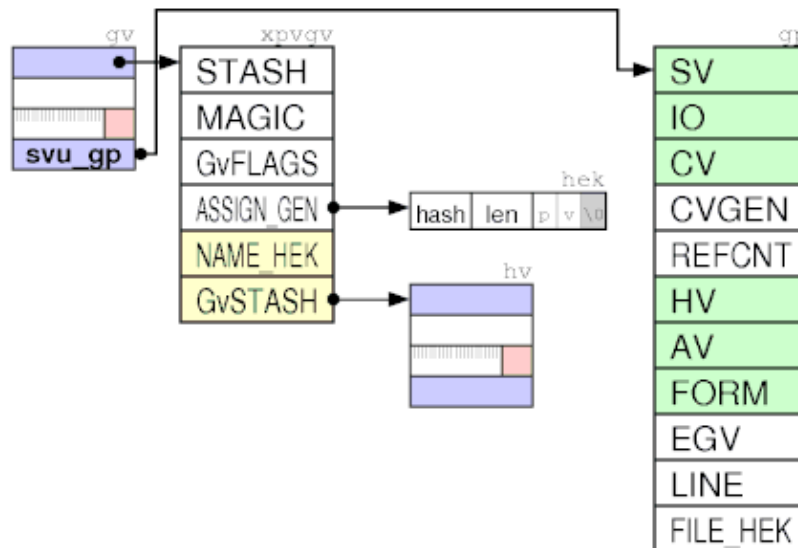 gv
svu_gp
xpvgv
STASH
MAGIC
GvFLAGS
ASSIGN_GEN
NAME_HEK
GvSTASH
hek
hash len p v \0
hv
gp
SV
IO
CV
CVGEN
REFCNT
HV
AV
FORM
EGV
LINE
FILE_HEK